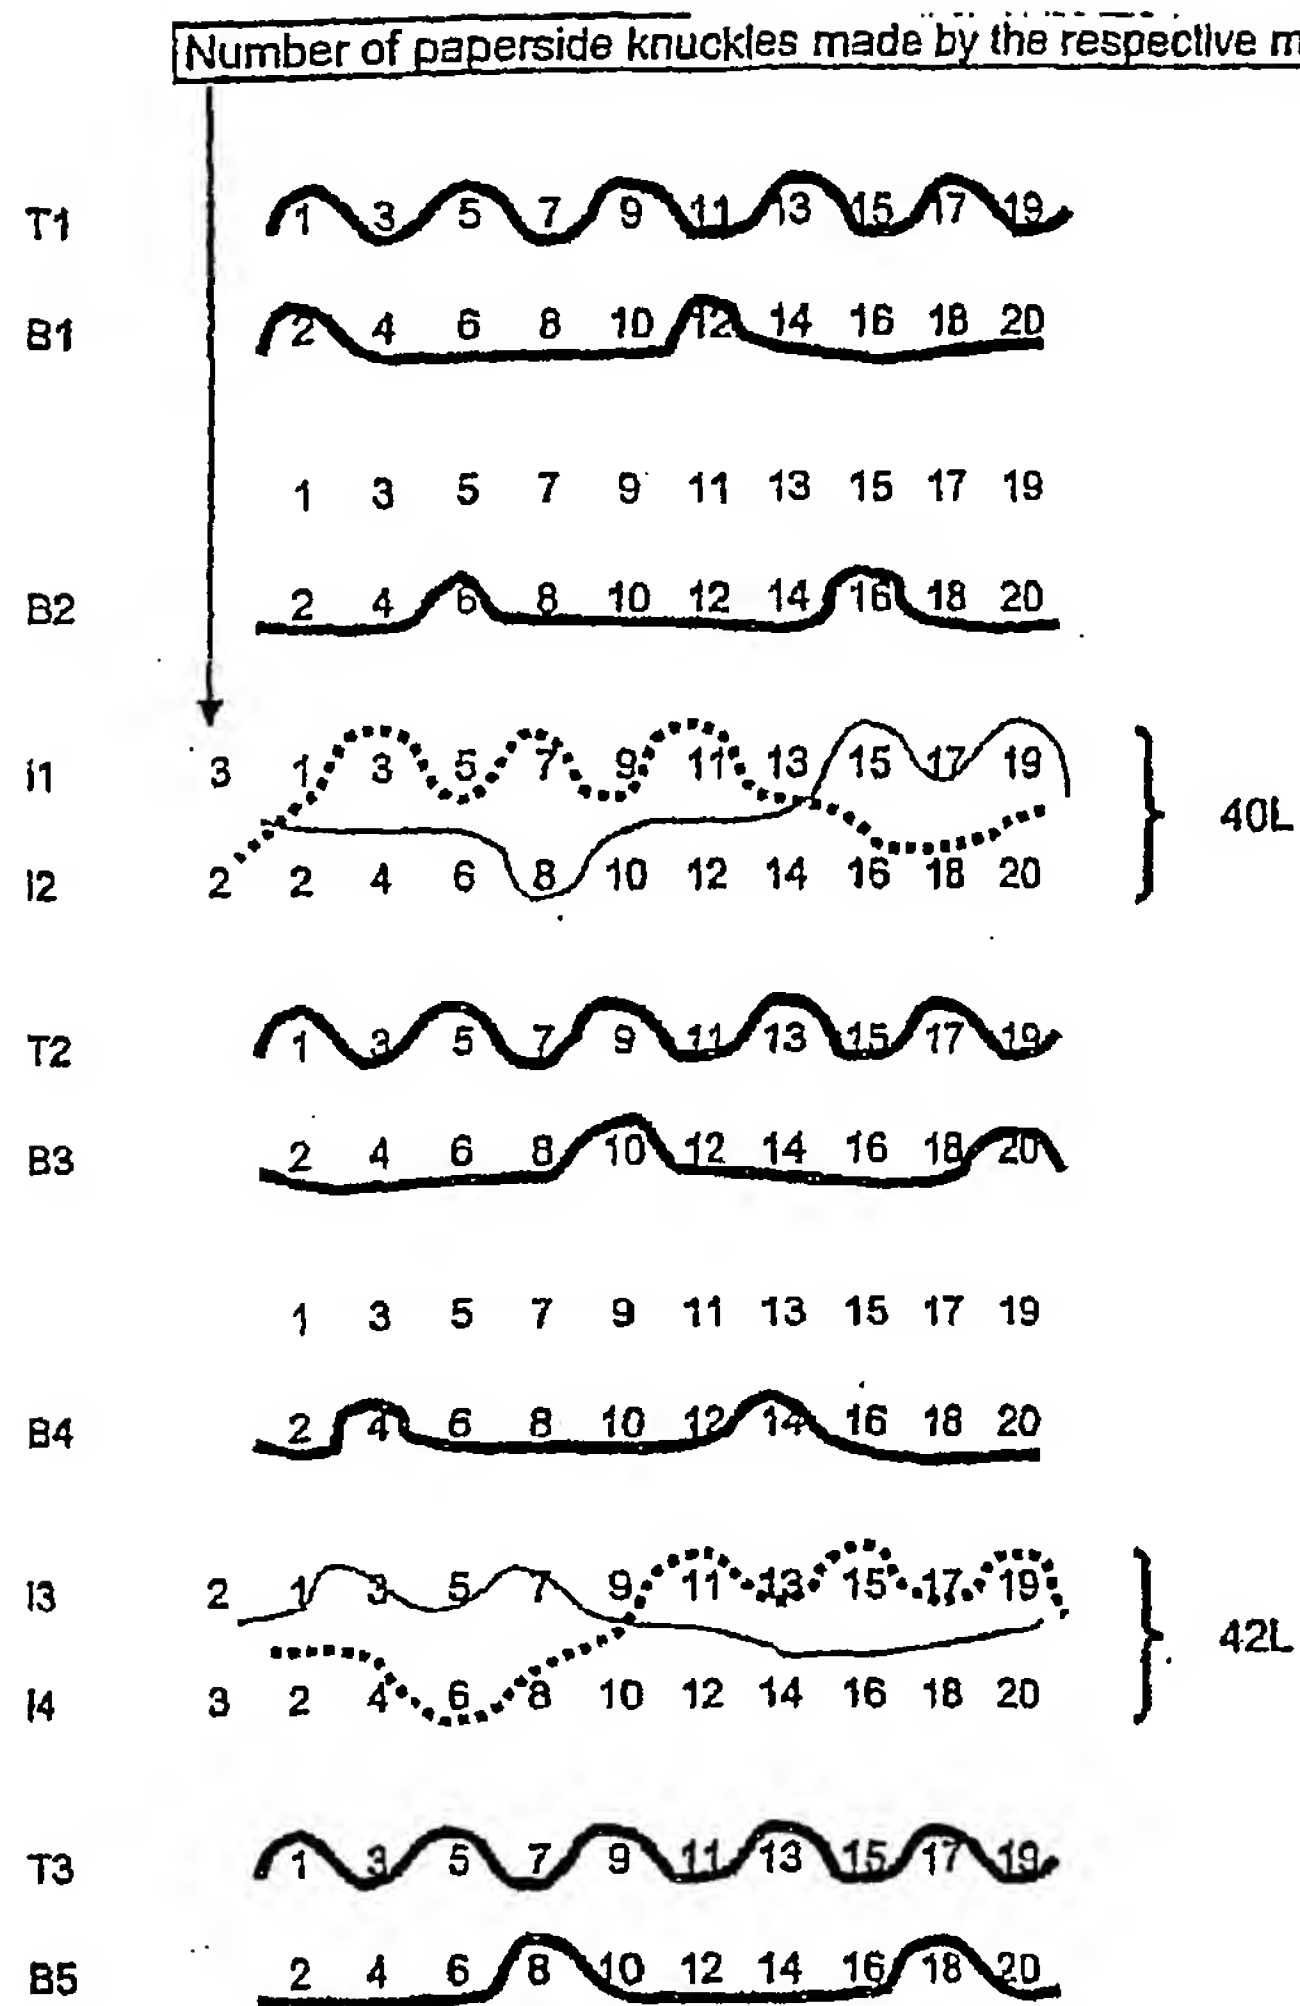 Number of paperside knuckles made by the respective
T1 1 3 5 7 9 11 13 15 17 19
B1 2 4 6 8 10 12 14 16 18 20
1 3 5 7 9 11 13 15 17 19
B2 2 4 6 8 10 12 14 16 18 20
I1 3 1 3 5 7 9 11 13 15 17 19
40L
I2 2 2 4 6 8 10 12 14 16 18 20
T2 1 3 5 7 9 11 13 15 17 19
B3 2 4 6 8 10 12 14 16 18 20
1 3 5 7 9 11 13 15 17 19
B4 2 4 6 8 10 12 14 16 18 20
I3 2 1 3 5 7 9 11 13 15 17 19
42L
I4 3 2 4 6 8 10 12 14 16 18 20
T3 1 3 5 7 9 11 13 15 17 19
B5 2 4 6 8 10 12 14 16 18 20